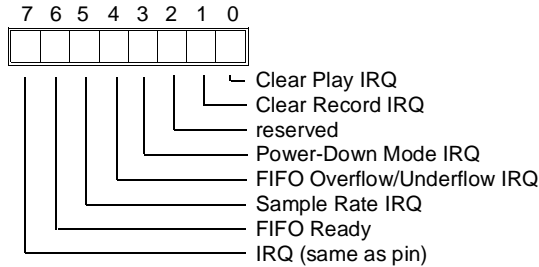 7 6 5 4 3 2 1 0
Clear Play IRQ
Clear Record IRQ
reserved
Power-Down Mode IRQ
FIFO Overflow/Underflow IRQ
Sample Rate IRQ
FIFO Ready
IRQ (same as pin)